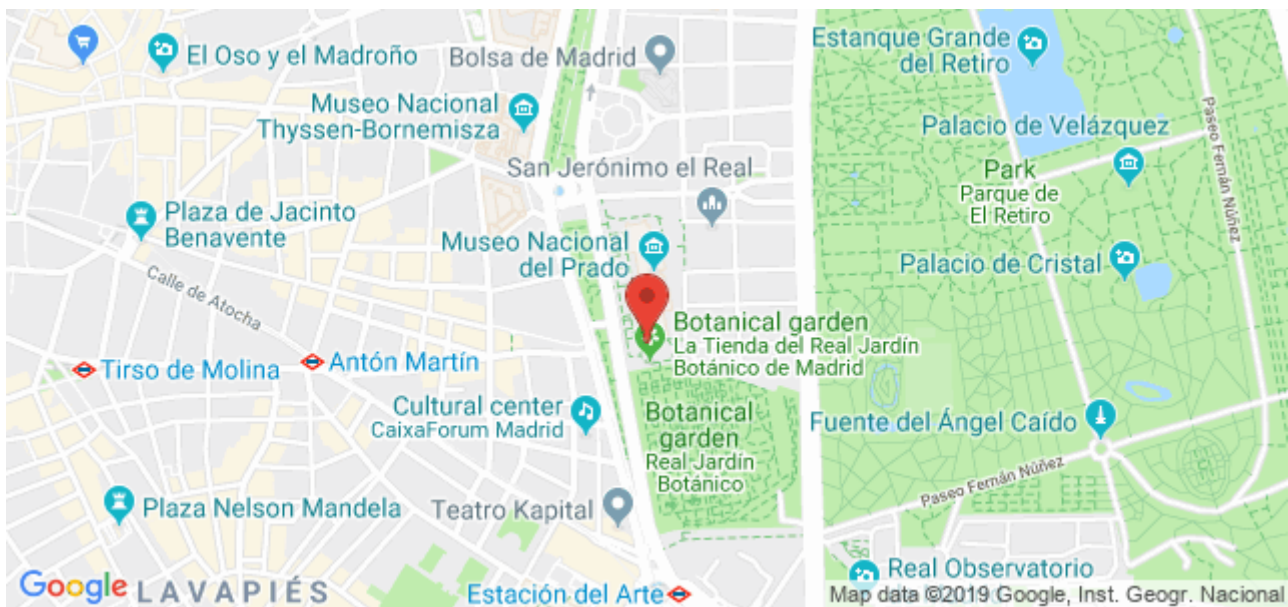 El Oso y el Madroño
Bolsa de Madrid
Estanque Grande
del Retiro
Museo Nacional
Thyssen-Bornemisza
Palacio de Velázquez
Paseo Fernán Núñez
San Jerónimo el Real
Park
Parque de
El Retiro
Plaza de Jacinto
Benavente
Museo Nacional
del Prado
Palacio de Cristal
Calle de Atocha
Botanical garden
La Tienda del Real Jardín
Botánico de Madrid
Tirso de Molina
Antón Martín
Cultural center
CaixaForum Madrid
Botanical
garden
Real Jardín
Botánico
Fuente del Ángel Caído
Paseo Fernán Núñez
Plaza Nelson Mandela
Teatro Kapital
Real Observatorio
Google
LAVAPIÉS
Estación del Arte
Map data ©2019 Google, Inst. Geogr. Nacional